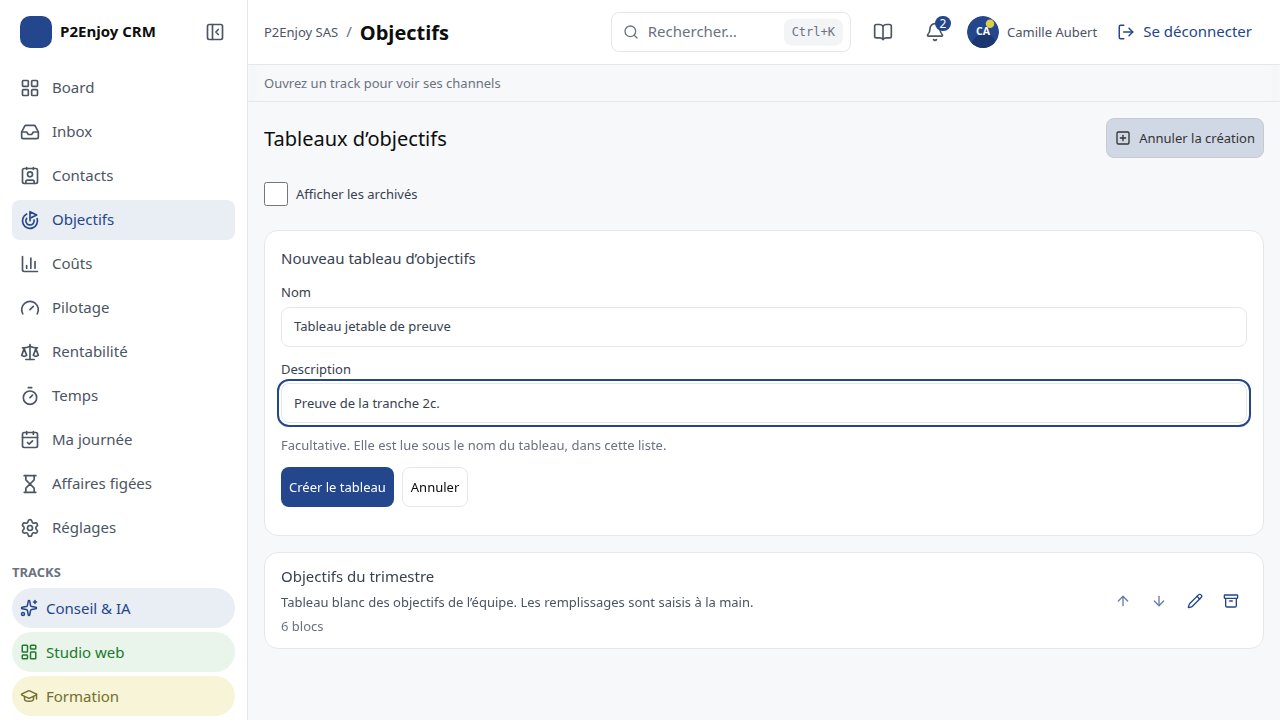 P2Enjoy CRM
P2Enjoy SAS / Objectifs
Rechercher...
Ctrl+K
2
CA
Camille Aubert
Se déconnecter
Board
Inbox
Contacts
Objectifs
Coûts
Pilotage
Rentabilité
Temps
Ma journée
Affaires figées
Réglages
TRACKS
Conseil & IA
Studio web
Formation
Ouvrez un track pour voir ses channels
Tableaux d’objectifs
Annuler la création
Afficher les archivés
Nouveau tableau d’objectifs
Nom
Tableau jetable de preuve
Description
Preuve de la tranche 2c.
Facultative. Elle est lue sous le nom du tableau, dans cette liste.
Créer le tableau
Annuler
Objectifs du trimestre
Tableau blanc des objectifs de l’équipe. Les remplissages sont saisis à la main.
6 blocs